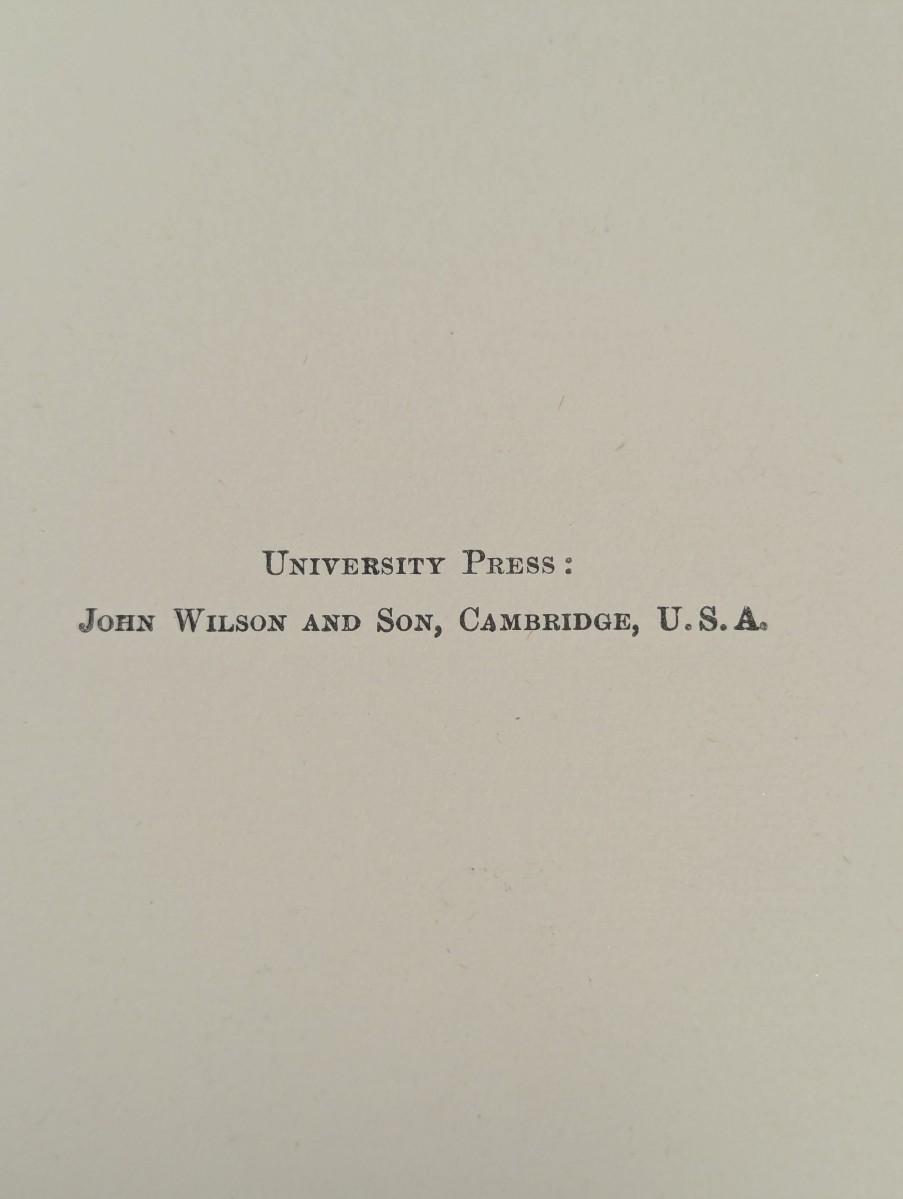 University Press:
John Wilson and Son, Cambridge, U.S.A.